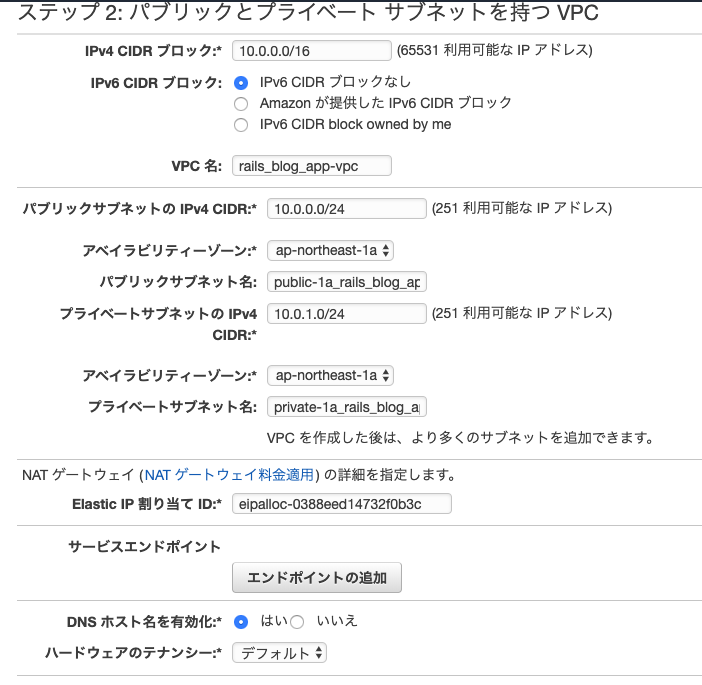 ステップ 2: パブリックとプライベート サブネットを持つ VPC
IPv4 CIDR ブロック:* 10.0.0.0/16 (65531 利用可能な IP アドレス)
IPv6 CIDR ブロック: IPv6 CIDR ブロックなし
Amazon が提供した IPv6 CIDR ブロック
IPv6 CIDR block owned by me
VPC 名: rails_blog_app-vpc
パブリックサブネットの IPv4 CIDR:* 10.0.0.0/24 (251 利用可能な IP アドレス)
アベイラビリティーゾーン:* ap-northeast-1a
パブリックサブネット名: public-1a_rails_blog_ap
プライベートサブネットの IPv4 10.0.1.0/24 (251 利用可能な IP アドレス)
CIDR:*
アベイラビリティーゾーン:* ap-northeast-1a
プライベートサブネット名: private-1a_rails_blog_a
VPC を作成した後は、より多くのサブネットを追加できます。
NAT ゲートウェイ (NAT ゲートウェイ料金適用) の詳細を指定します。
Elastic IP 割り当て ID:* eipalloc-0388eed14732f0b3c
サービスエンドポイント
エンドポイントの追加
DNS ホスト名を有効化:* はい いいえ
ハードウェアのテナンシー:* デフォルト